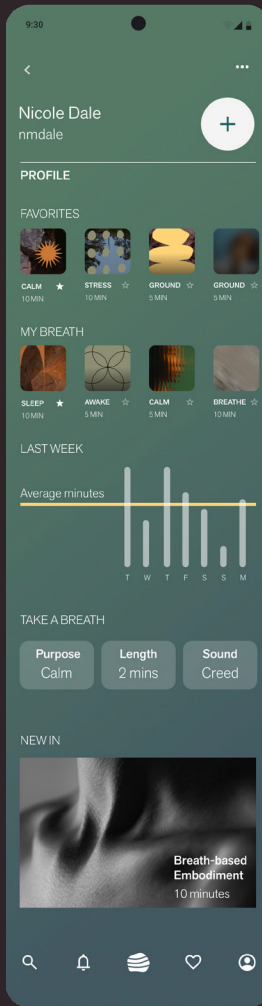 9:30
Nicole Dale
nmdale
PROFILE
FAVORITES
CALM STRESS GROUND GROUND
10 MIN 10 MIN 5 MIN 5 MIN
MY BREATH
SLEEP AWAKE CALM BREATHE
10 MIN 5 MIN 5 MIN 10 MIN
LAST WEEK
Average minutes
T W T F S S M
TAKE A BREATH
Purpose Length Sound
Calm 2 mins Creed
NEW IN
Breath-based
Embodiment
10 minutes